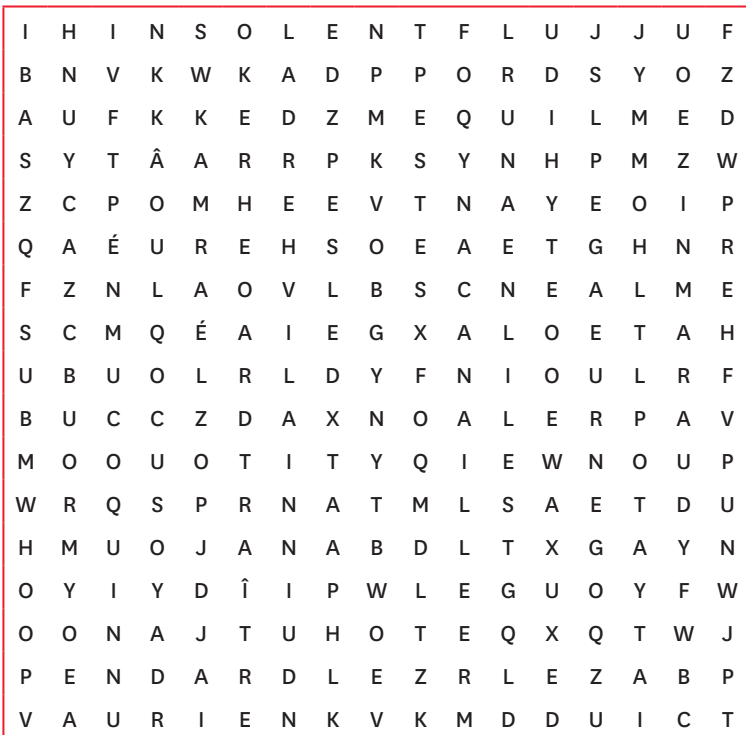 I H I N S O L E N T F L U J J U F
B N V K W K A D P P O R D S Y O Z
A U F K K E D Z M E Q U I L M E D
S Y T Â A R R P K S Y N H P M Z W
Z C P O M H E E V T N A Y E O I P
Q A É U R E H S O E A E T G H N R
F Z N L A O V L B S C N E A L M E
S C M Q É A I E G X A L O E T A H
U B U O L R L D Y F N I O U L R F
B U C C Z D A X N O A L E R P A V
M O O U O T I T Y Q I E W N O U P
W R Q S P R N A T M L S A E T D U
H M U O J A N A B D L T X G A Y N
O Y I Y D Î I P W L E G U O Y F W
O O N A J T U H O T E Q X Q T W J
P E N D A R D L E Z R L E Z A B P
V A U R I E N K V K M D D U I C T